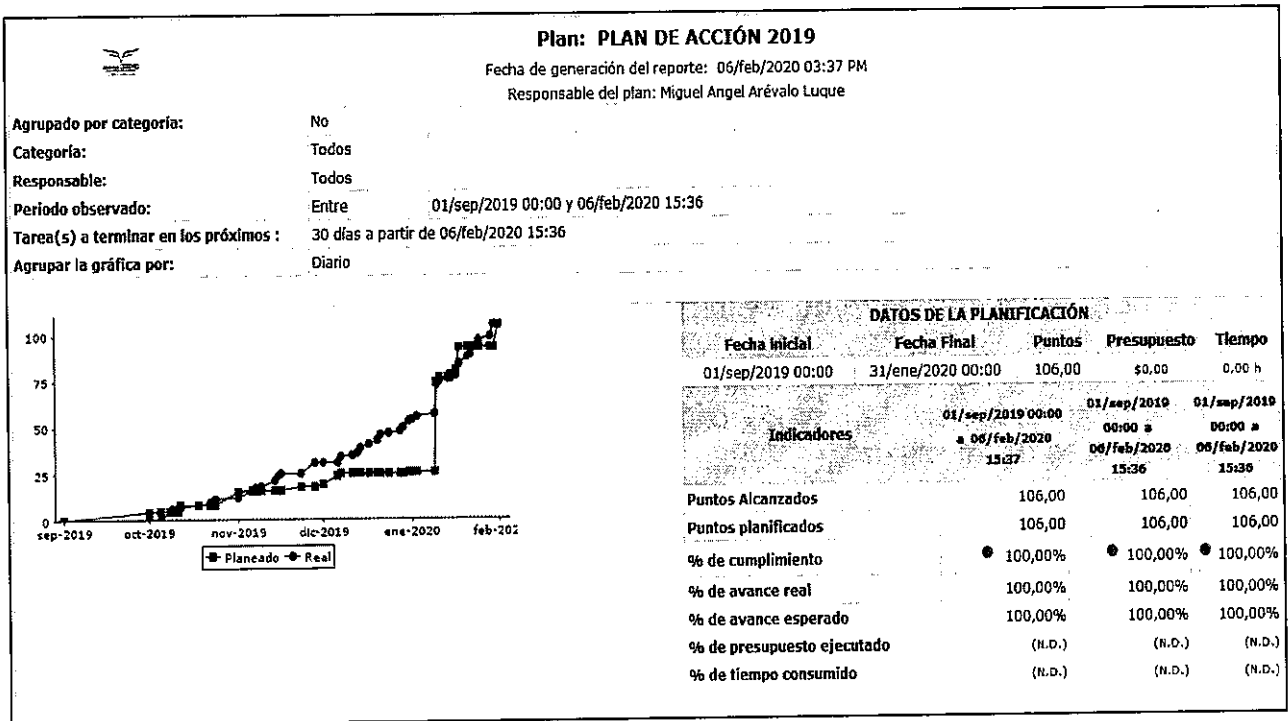 Plan: PLAN DE ACCIÓN 2019
Fecha de generación del reporte: 06/feb/2020 03:37 PM
Responsable del plan: Miguel Angel Arévalo Luque
Agrupado por categoría: No
Categoría: Todos
Responsable: Todos
Periodo observado: Entre 01/sep/2019 00:00 y 06/feb/2020 15:36
Tarea(s) a terminar en los próximos : 30 días a partir de 06/feb/2020 15:36
Agrupar la gráfica por: Diario
100
75
50
25
0
sep-2019 oct-2019 nov-2019 dic-2019 ene-2020 feb-202
Planeado Real
DATOS DE LA PLANIFICACIÓN
Fecha Inicial Fecha Final Puntos Presupuesto Tiempo
01/sep/2019 00:00 31/ene/2020 00:00 106,00 $0,00 0,00 h
Indicadores
01/sep/2019 00:00
a 06/feb/2020
15:37
01/sep/2019
00:00 a
06/feb/2020
15:36
01/sep/2019
00:00 a
06/feb/2020
15:36
Puntos Alcanzados 106,00 106,00 106,00
Puntos planificados 106,00 106,00 106,00
% de cumplimiento 100,00% 100,00% 100,00%
% de avance real 100,00% 100,00% 100,00%
% de avance esperado 100,00% 100,00% 100,00%
% de presupuesto ejecutado (N.D.) (N.D.) (N.D.)
% de tiempo consumido (N.D.) (N.D.) (N.D.)